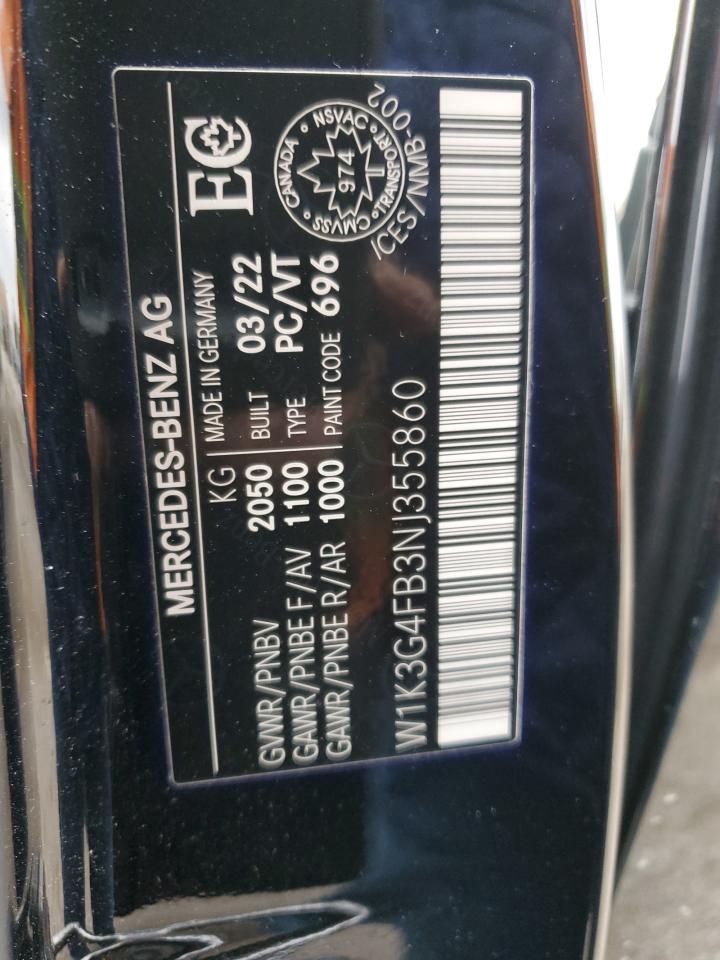 MERCEDES-BENZ AG
KG MADE IN GERMANY
GVWR/PNBV 2050 BUILT 03/22
GAWR/PNBE F/AV 1100 TYPE PC/VT
GAWR/PNBE R/AR 1000 PAINT CODE 696
W1K3G4FB3NJ355860
EC
CANADA • NSVAC • TRANSPORT • CMVSS
974
ICES/NMB-002